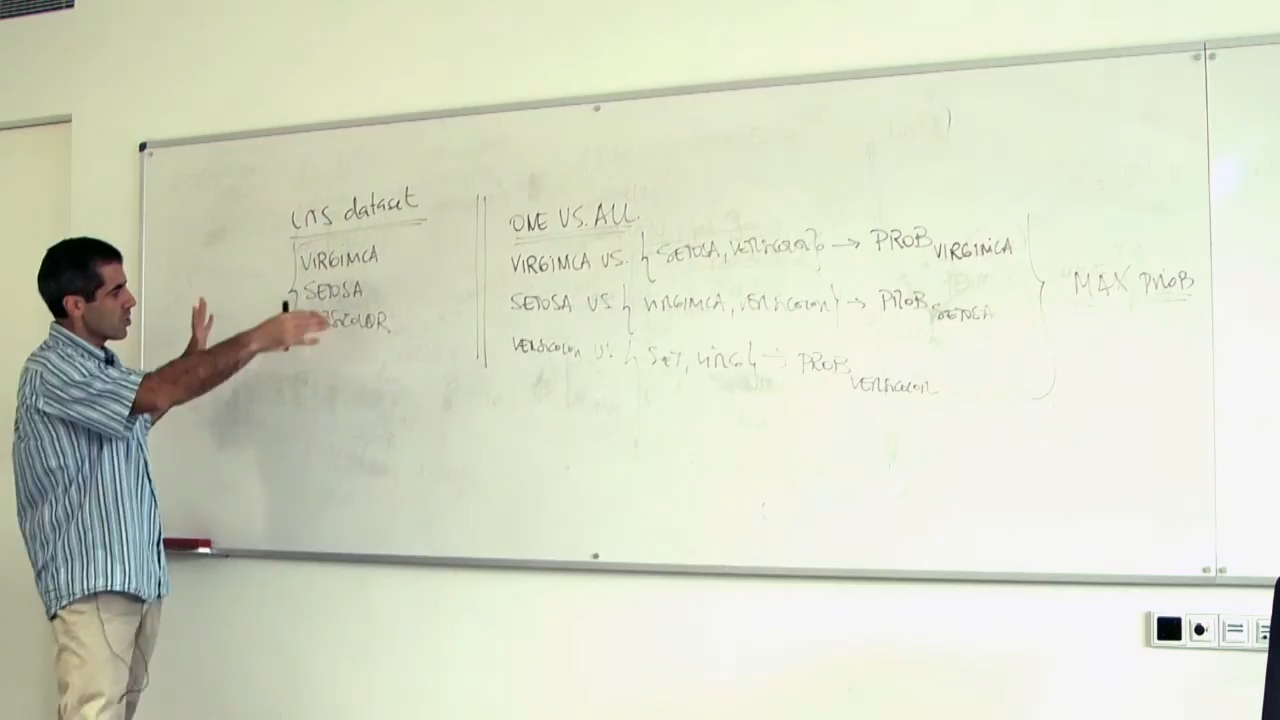 iris dataset
VIRGINICA
SETOSA
ONE VS. ALL
VIRGINICA VS. { SETOSA, VERSICOLOR } → PROB VIRGINICA
SETOSA VS { VIRGINICA, VERSICOLOR } → PROB SETOSA
VERSICOLOR VS { SET, VIRG } → PROB VERSICOLOR
} MAX PROB